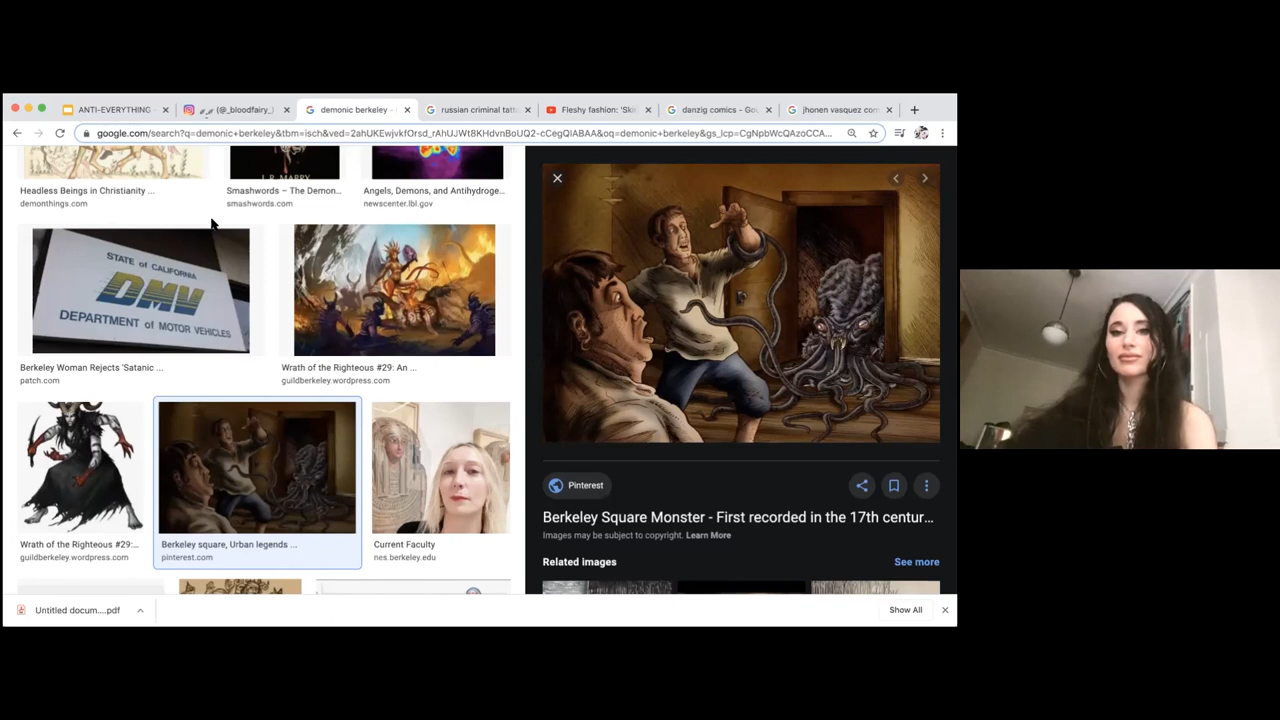 ANTI-EVERYTHING
(@_bloodfairy_)
demonic berkeley -
russian criminal tatt
Fleshy fashion: 'Ski
danzig comics - Go
jhonen vasquez com
google.com/search?q=demonic+berkeley&tbm=isch&ved=2ahUKEwjvkfOrsd_rAhUJWt8KHdvnBoUQ2-cCegQIABAA&oq=demonic+berkeley&gs_lcp=CgNpbWcQAzoCCA...
J.R. MABRY
Headless Beings in Christianity ...
demonthings.com
Smashwords – The Demon...
smashwords.com
Angels, Demons, and Antihydroge...
newscenter.lbl.gov
STATE of CALIFORNIA
DMV
DEPARTMENT of MOTOR VEHICLES
Berkeley Woman Rejects 'Satanic ...
patch.com
Wrath of the Righteous #29: An ...
guildberkeley.wordpress.com
Wrath of the Righteous #29:...
guildberkeley.wordpress.com
Berkeley square, Urban legends ...
pinterest.com
Current Faculty
nes.berkeley.edu
Pinterest
Berkeley Square Monster - First recorded in the 17th centur...
Images may be subject to copyright. Learn More
Related images
See more
Untitled docum....pdf
Show All